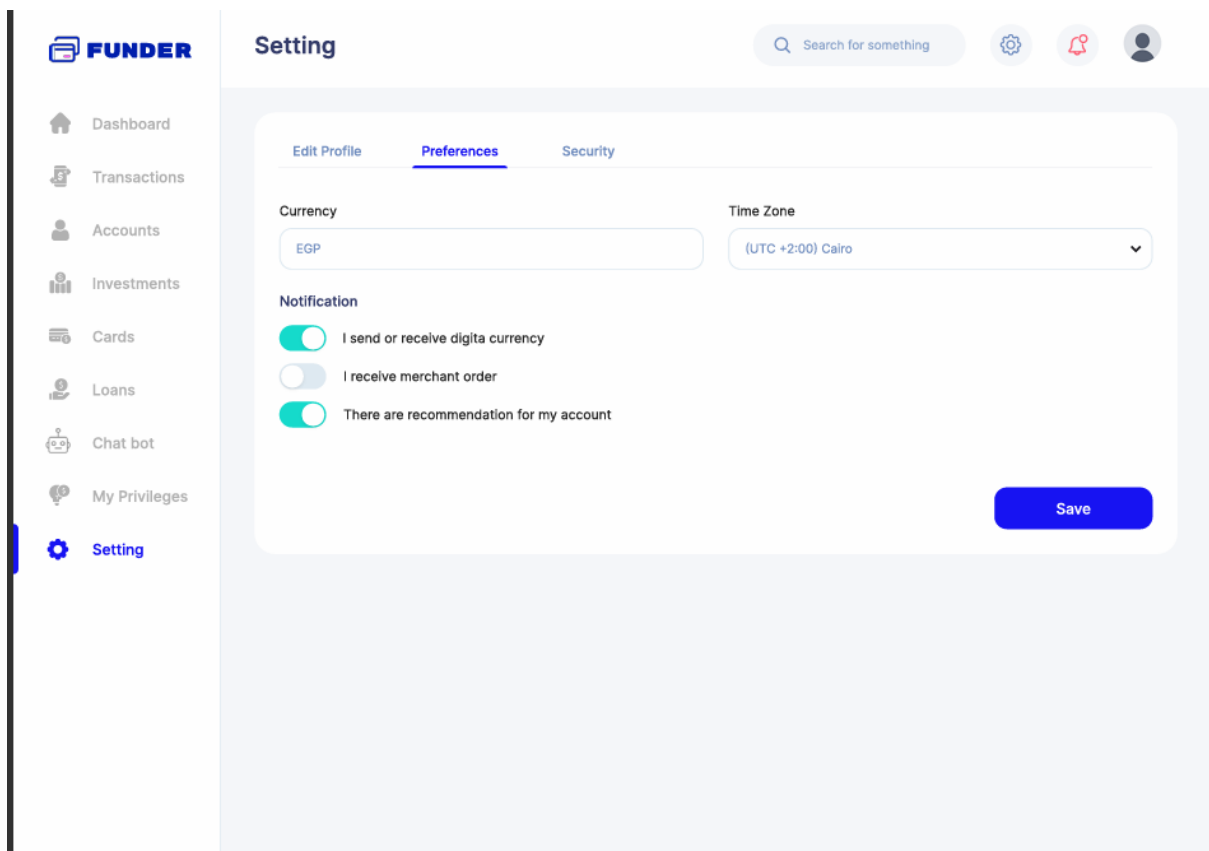 FUNDER
Setting
Search for something
Dashboard
Transactions
Accounts
Investments
Cards
Loans
Chat bot
My Privileges
Setting
Edit Profile
Preferences
Security
Currency
Time Zone
EGP
(UTC +2:00) Cairo
Notification
I send or receive digita currency
I receive merchant order
There are recommendation for my account
Save